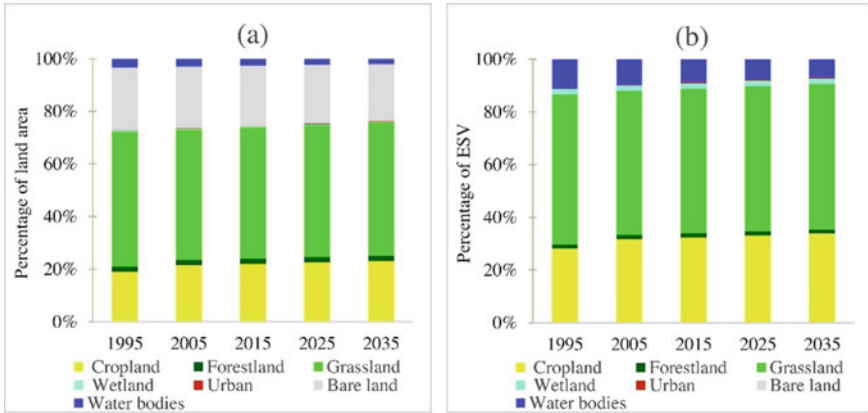 (a)
Percentage of land area
100%
80%
60%
40%
20%
0%
1995 2005 2015 2025 2035
Cropland Forestland Grassland
Wetland Urban Bare land
Water bodies
(b)
Percentage of ESV
100%
80%
60%
40%
20%
0%
1995 2005 2015 2025 2035
Cropland Forestland Grassland
Wetland Urban Bare land
Water bodies